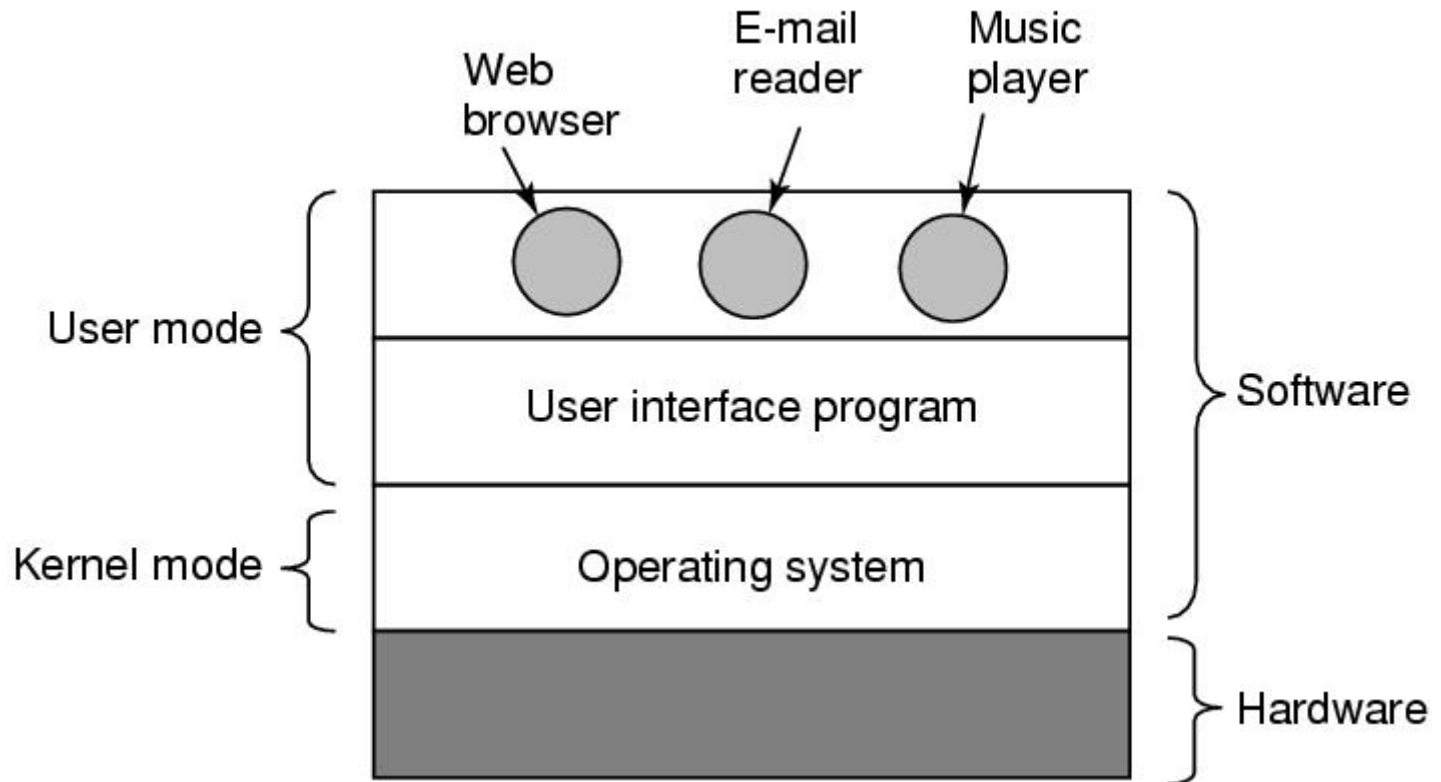 Web
browser
E-mail
reader
Music
player
User mode
User interface program
Software
Kernel mode
Operating system
Hardware